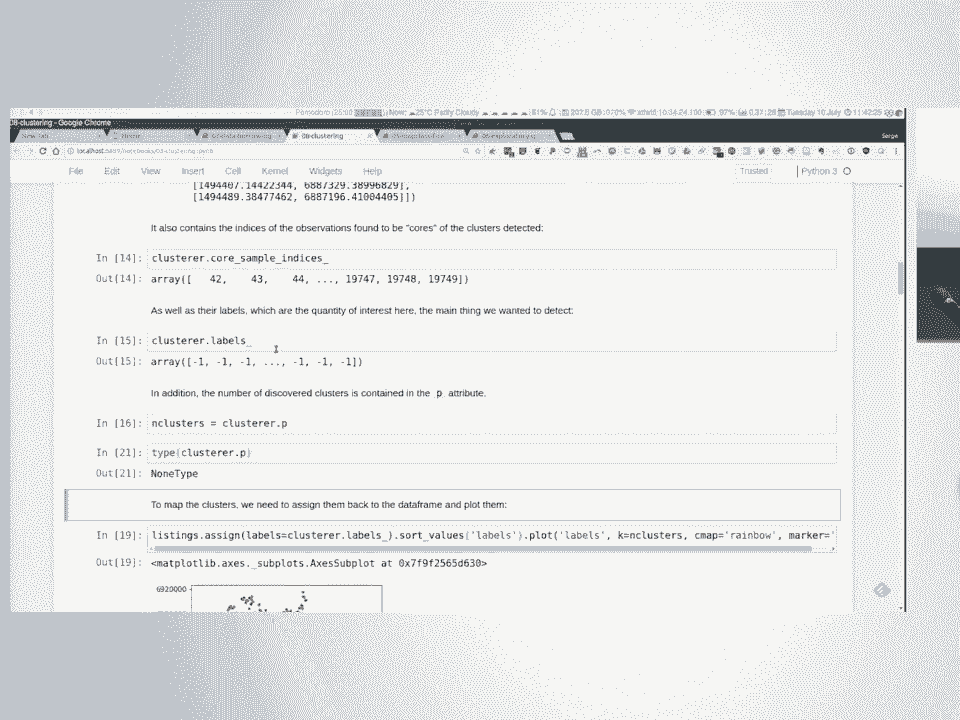 08-clustering - Google Chrome
New Tab
Home
08-clustering
Serge
File Edit View Insert Cell Kernel Widgets Help
Trusted Python 3
[1494407.14422344, 6887329.38996829],
[1494489.38477462, 6887196.41004405]])
It also contains the indices of the observations found to be "cores" of the clusters detected:
In [14]: clusterer.core_sample_indices_
Out[14]: array([ 42, 43, 44, ..., 19747, 19748, 19749])
As well as their labels, which are the quantity of interest here, the main thing we wanted to detect:
In [15]: clusterer.labels_
Out[15]: array([-1, -1, -1, ..., -1, -1, -1])
In addition, the number of discovered clusters is contained in the p attribute.
In [16]: nclusters = clusterer.p
In [21]: type(clusterer.p)
Out[21]: NoneType
To map the clusters, we need to assign them back to the dataframe and plot them:
In [19]: listings.assign(labels=clusterer.labels_).sort_values('labels').plot('labels', k=nclusters, cmap='rainbow', marker='
Out[19]: <matplotlib.axes._subplots.AxesSubplot at 0x7f9f2565d630>
6920000